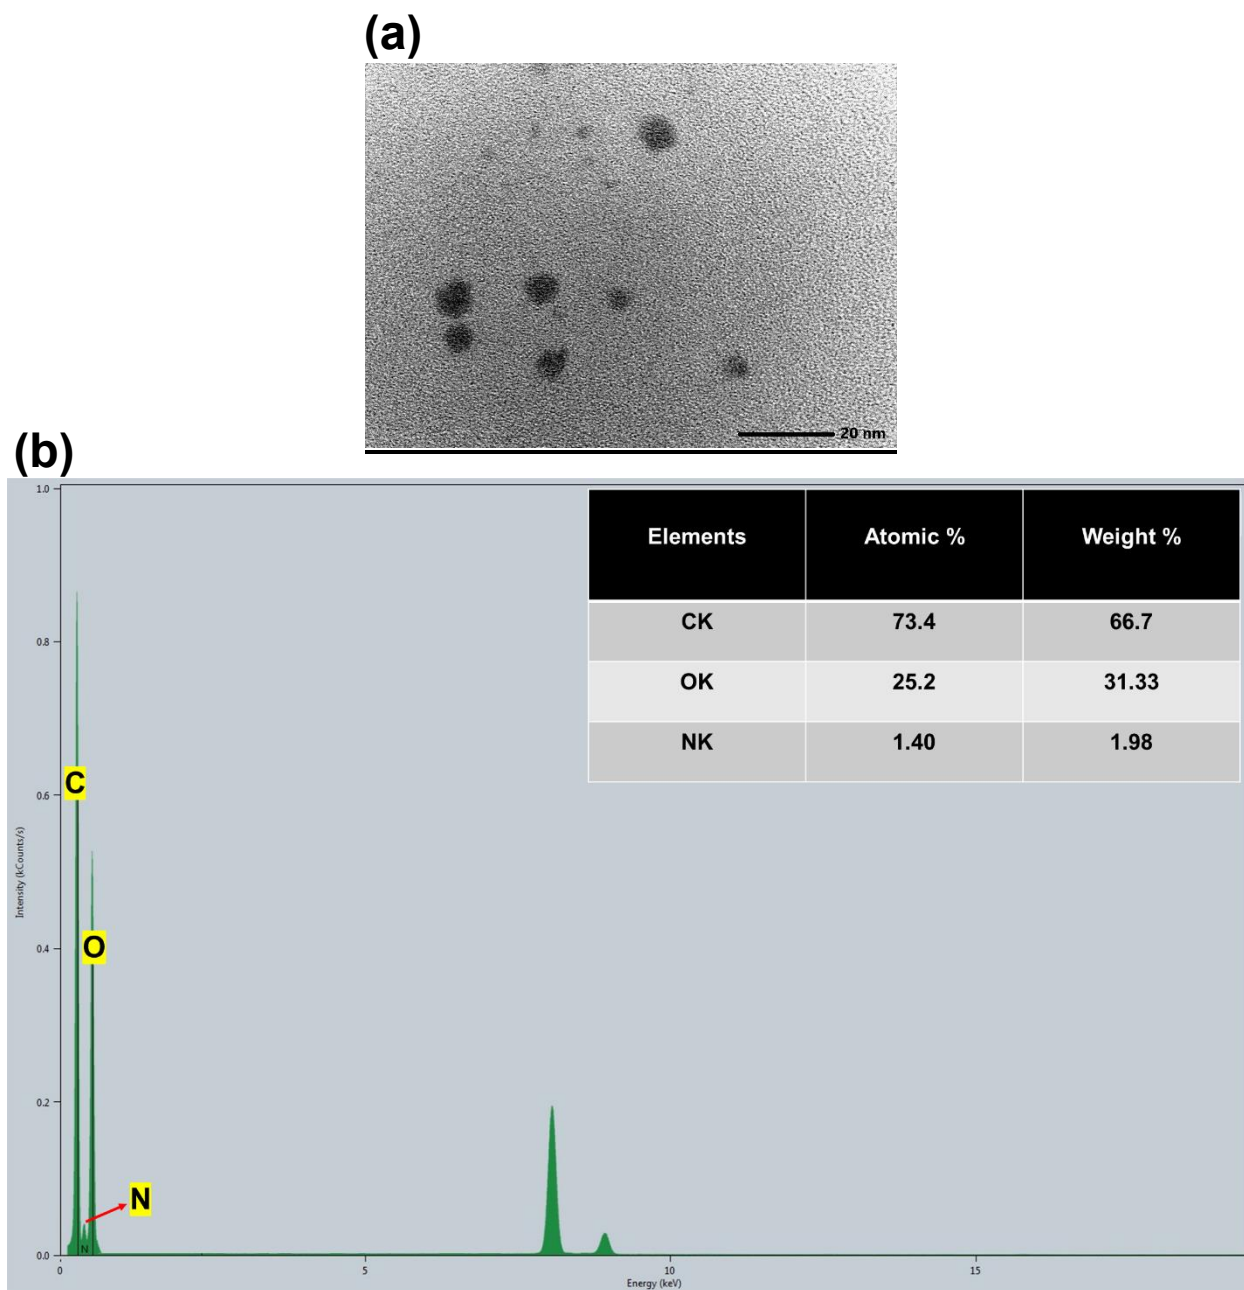 (a)
20 nm
(b)
1.0
0.8
0.6
0.4
0.2
0.0
Intensity (kCounts/s)
Elements Atomic % Weight %
CK 73.4 66.7
OK 25.2 31.33
NK 1.40 1.98
C
O
N
N
0 5 10 15
Energy (keV)